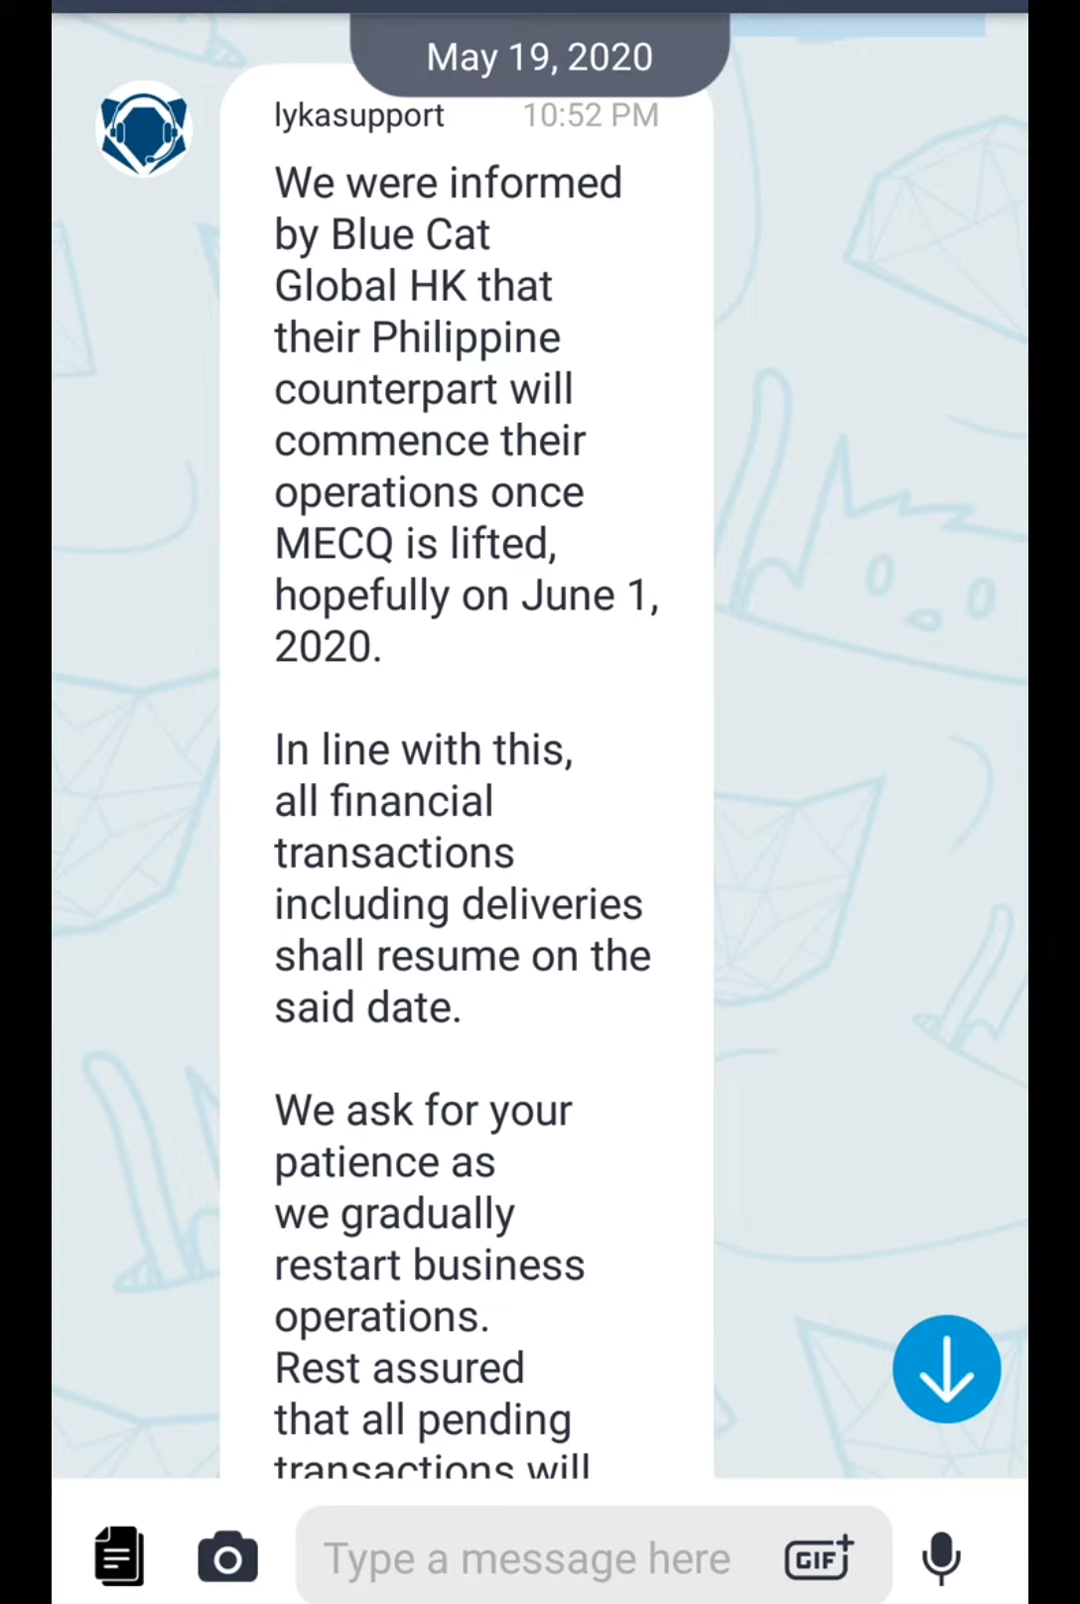 May 19, 2020
lykasupport 10:52 PM
We were informed
by Blue Cat
Global HK that
their Philippine
counterpart will
commence their
operations once
MECQ is lifted,
hopefully on June 1,
2020.
In line with this,
all financial
transactions
including deliveries
shall resume on the
said date.
We ask for your
patience as
we gradually
restart business
operations.
Rest assured
that all pending
transactions will
Type a message here GIF+